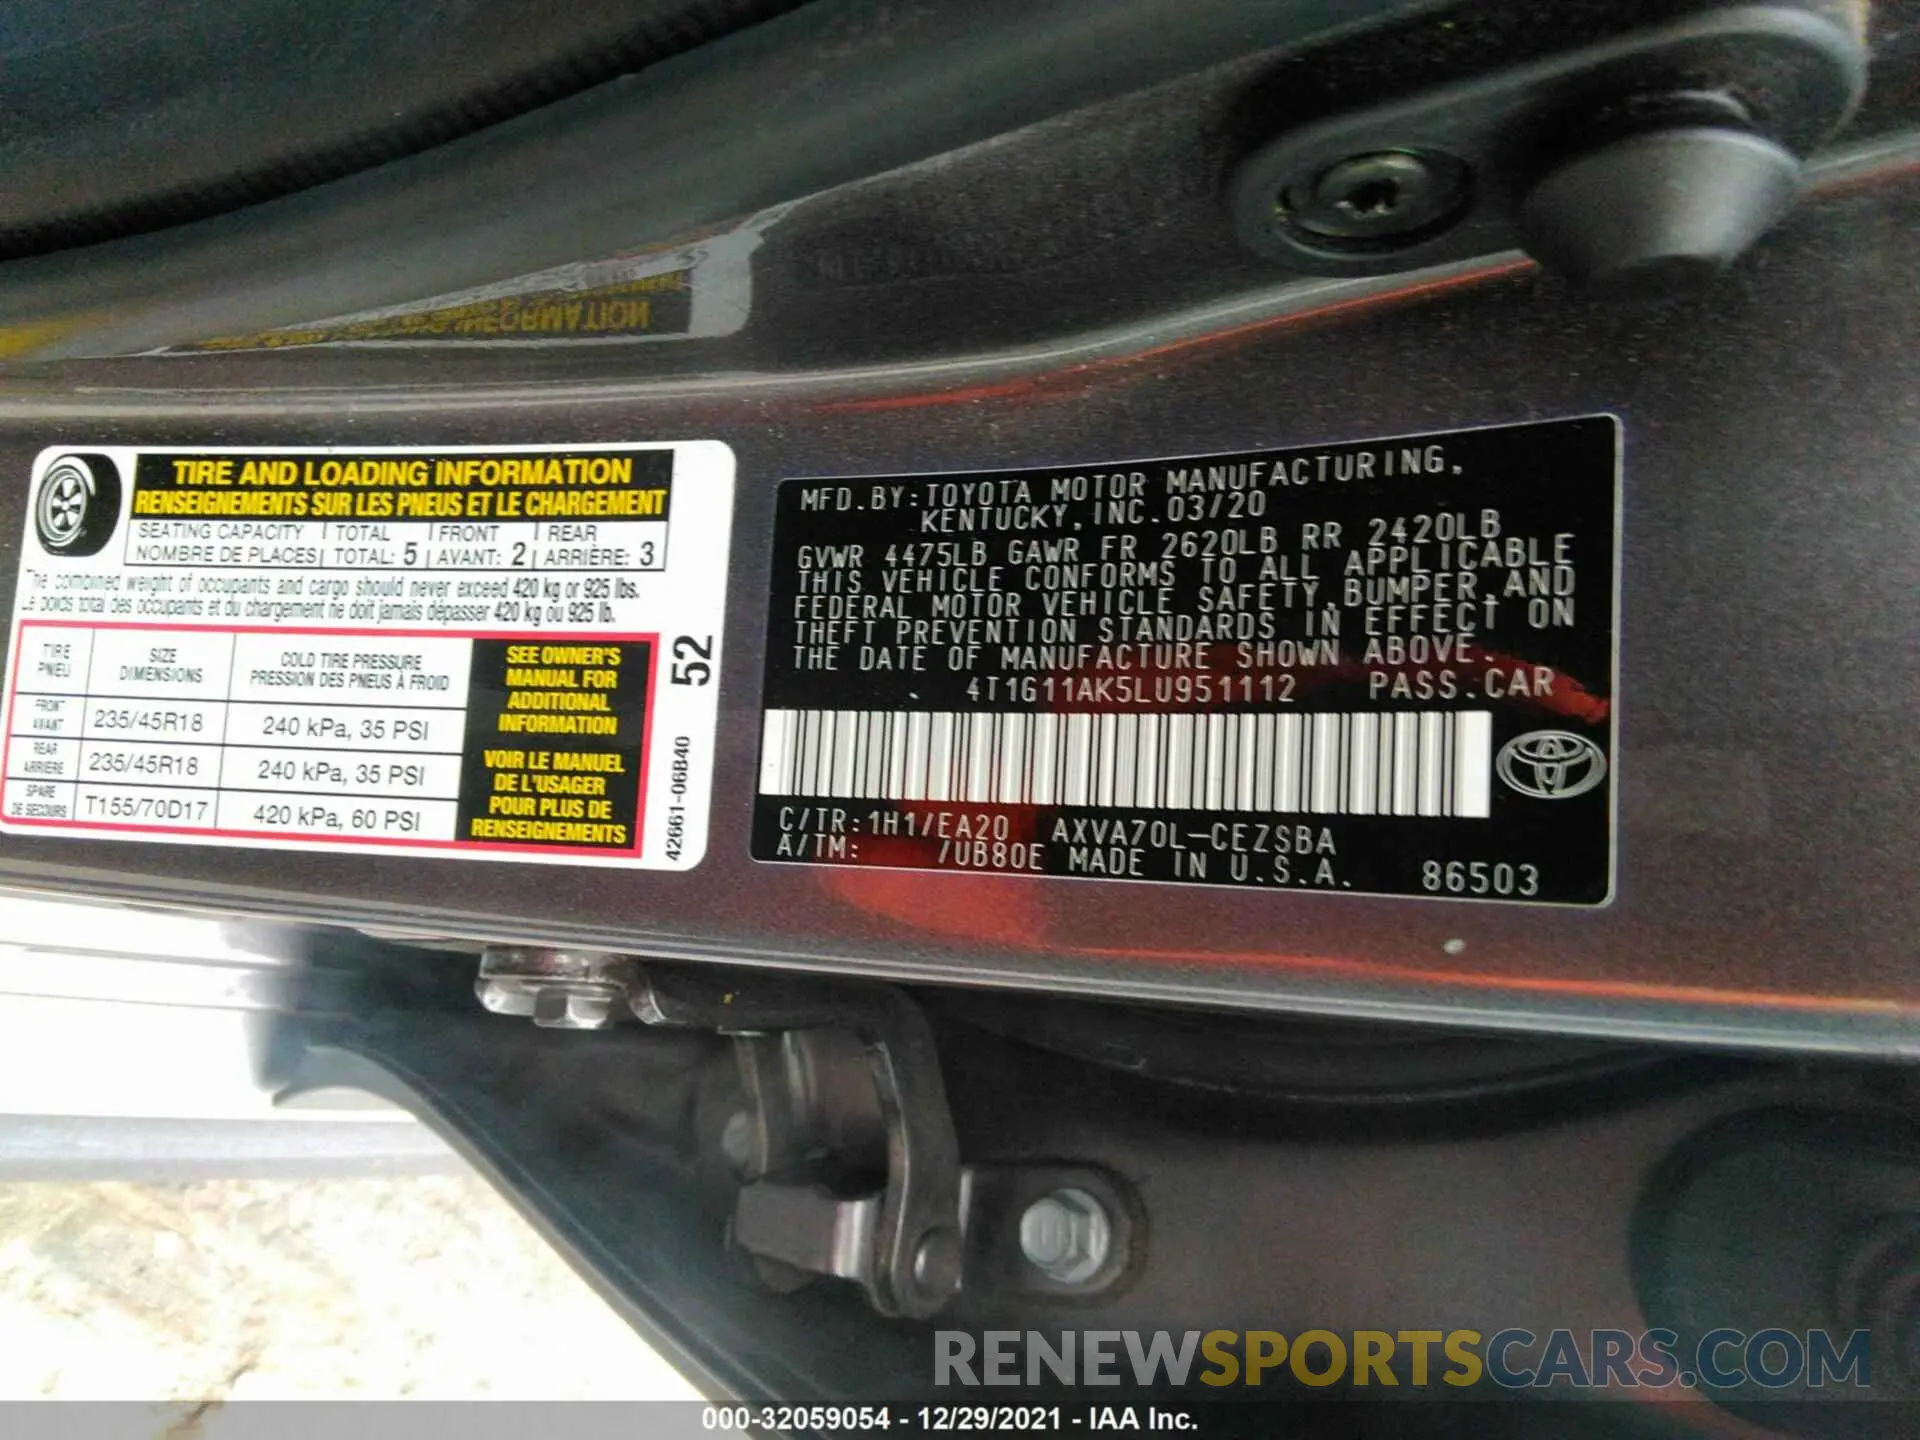 TIRE AND LOADING INFORMATION
RENSEIGNEMENTS SUR LES PNEUS ET LE CHARGEMENT
SEATING CAPACITY TOTAL FRONT REAR
NOMBRE DE PLACES TOTAL: 5 AVANT: 2 ARRIÈRE: 3
The combined weight of occupants and cargo should never exceed 420 kg or 925 lbs.
Le poids total des occupants et du chargement ne doit jamais dépasser 420 kg ou 925 lb.
TIRE SIZE COLD TIRE PRESSURE
PNEU DIMENSIONS PRESSION DES PNEUS À FROID
FRONT
AVANT 235/45R18 240 kPa, 35 PSI
REAR
ARRIÈRE 235/45R18 240 kPa, 35 PSI
SPARE
DE SECOURS T155/70D17 420 kPa, 60 PSI
SEE OWNER'S
MANUAL FOR
ADDITIONAL
INFORMATION
VOIR LE MANUEL
DE L'USAGER
POUR PLUS DE
RENSEIGNEMENTS
52
42661-06B40
MFD.BY:TOYOTA MOTOR MANUFACTURING,
KENTUCKY,INC.03/20
GVWR 4475LB GAWR FR 2620LB RR 2420LB
THIS VEHICLE CONFORMS TO ALL APPLICABLE
FEDERAL MOTOR VEHICLE SAFETY,BUMPER,AND
THEFT PREVENTION STANDARDS IN EFFECT ON
THE DATE OF MANUFACTURE SHOWN ABOVE.
4T1G11AK5LU951112 PASS.CAR
C/TR:1H1/EA20 AXVA70L-CEZSBA
A/TM: /UB80E MADE IN U.S.A. 86503
RENEWSPORTSCARS.COM
000-32059054 - 12/29/2021 - IAA Inc.